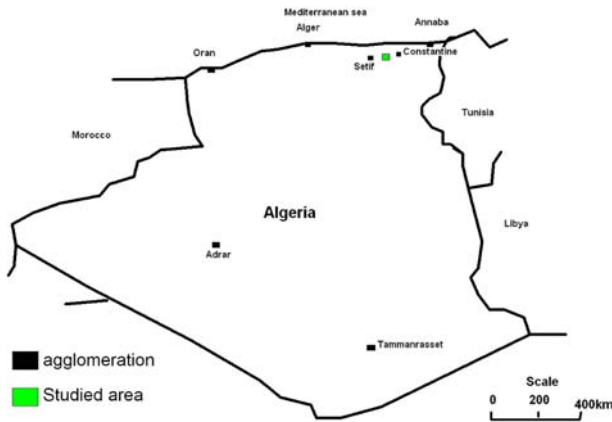 Mediterranean sea
Alger
Annaba
Oran
Constantine
Setif
Tunisia
Morocco
Algeria
Libya
Adrar
Tammanrasset
agglomeration
Studied area
Scale
0 200 400km